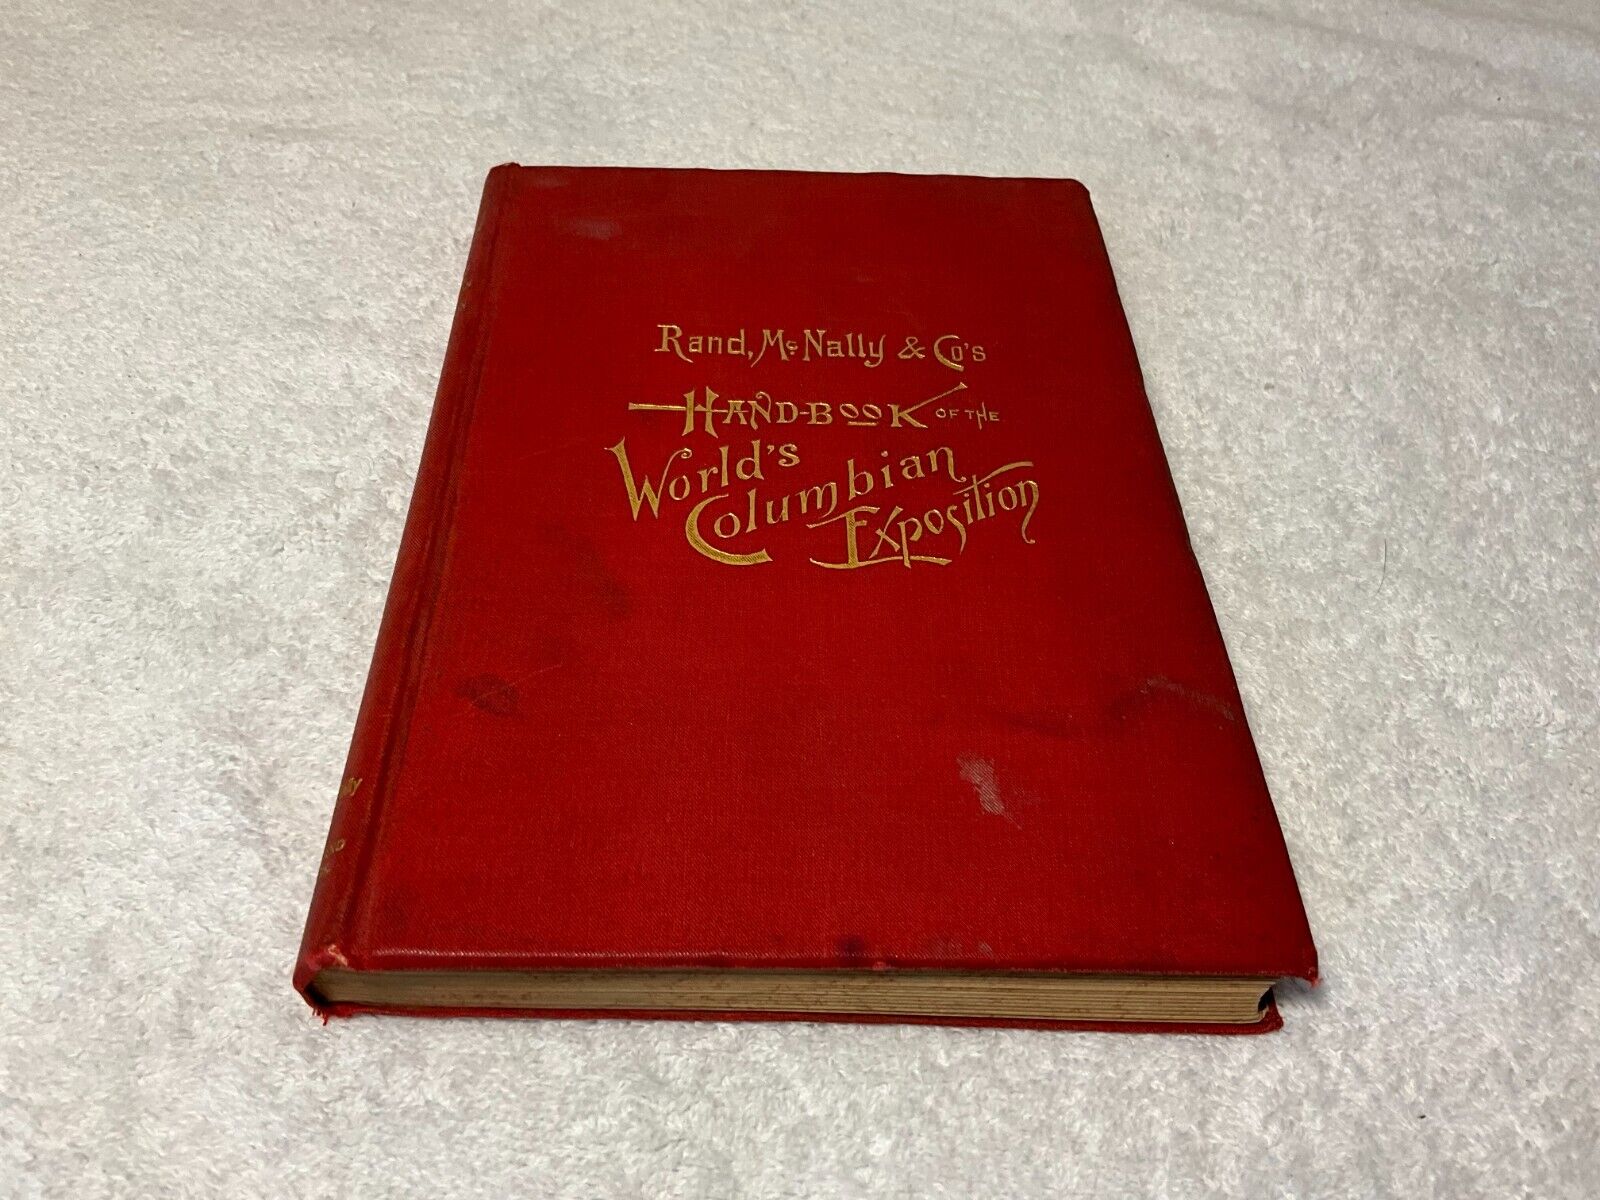 Rand, McNally & Co's
HAND-BOOK OF THE
World's
Columbian
Exposition